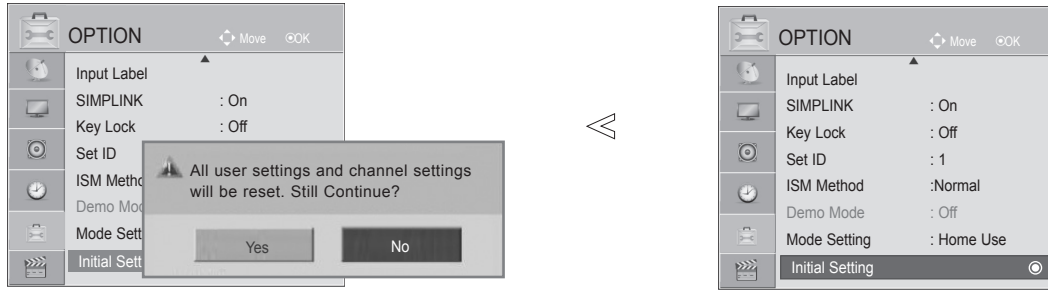 OPTION Move OK
Input Label
SIMPLINK : On
Key Lock : Off
Set ID
ISM Metho
Demo Mod
Mode Sett
Initial Sett
All user settings and channel settings
will be reset. Still Continue?
Yes No
OPTION Move OK
Input Label
SIMPLINK : On
Key Lock : Off
Set ID : 1
ISM Method :Normal
Demo Mode : Off
Mode Setting : Home Use
Initial Setting